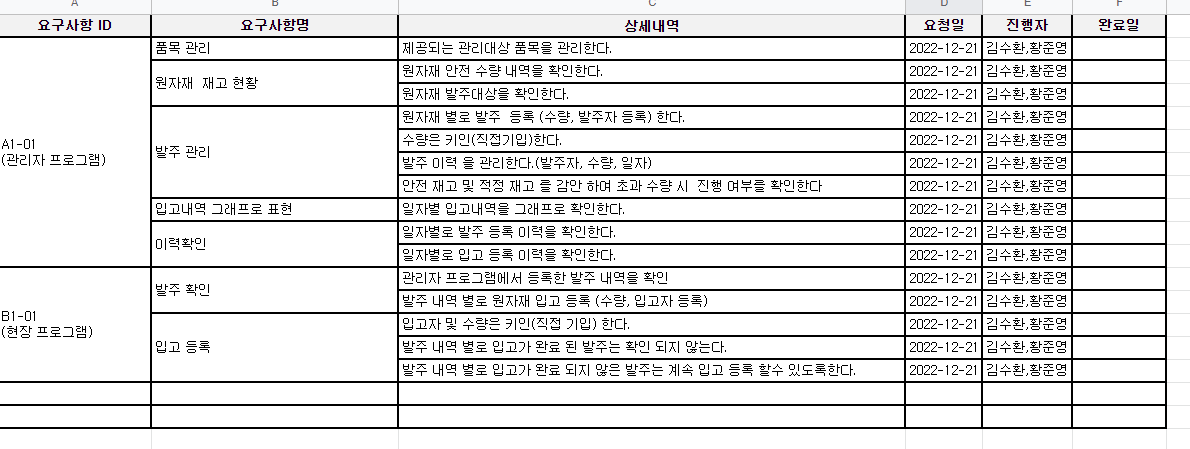 A B C D E F
요구사항 ID 요구사항명 상세내역 요청일 진행자 완료일
A1-01
(관리자 프로그램)
품목 관리 제공되는 관리대상 품목을 관리한다. 2022-12-21 김수환,황준영
원자재 재고 현황 원자재 안전 수량 내역을 확인한다. 2022-12-21 김수환,황준영
원자재 발주대상을 확인한다. 2022-12-21 김수환,황준영
발주 관리 원자재 별로 발주 등록 (수량, 발주자 등록) 한다. 2022-12-21 김수환,황준영
수량은 키인(직접기입)한다. 2022-12-21 김수환,황준영
발주 이력 을 관리한다.(발주자, 수량, 일자) 2022-12-21 김수환,황준영
안전 재고 및 적정 재고 를 감안 하여 초과 수량 시 진행 여부를 확인한다 2022-12-21 김수환,황준영
입고내역 그래프로 표현 일자별 입고내역을 그래프로 확인한다. 2022-12-21 김수환,황준영
이력확인 일자별로 발주 등록 이력을 확인한다. 2022-12-21 김수환,황준영
일자별로 입고 등록 이력을 확인한다. 2022-12-21 김수환,황준영
B1-01
(현장 프로그램)
발주 확인 관리자 프로그램에서 등록한 발주 내역을 확인 2022-12-21 김수환,황준영
발주 내역 별로 원자재 입고 등록 (수량, 입고자 등록) 2022-12-21 김수환,황준영
입고 등록 입고자 및 수량은 키인(직접 기입) 한다. 2022-12-21 김수환,황준영
발주 내역 별로 입고가 완료 된 발주는 확인 되지 않는다. 2022-12-21 김수환,황준영
발주 내역 별로 입고가 완료 되지 않은 발주는 계속 입고 등록 할수 있도록한다. 2022-12-21 김수환,황준영